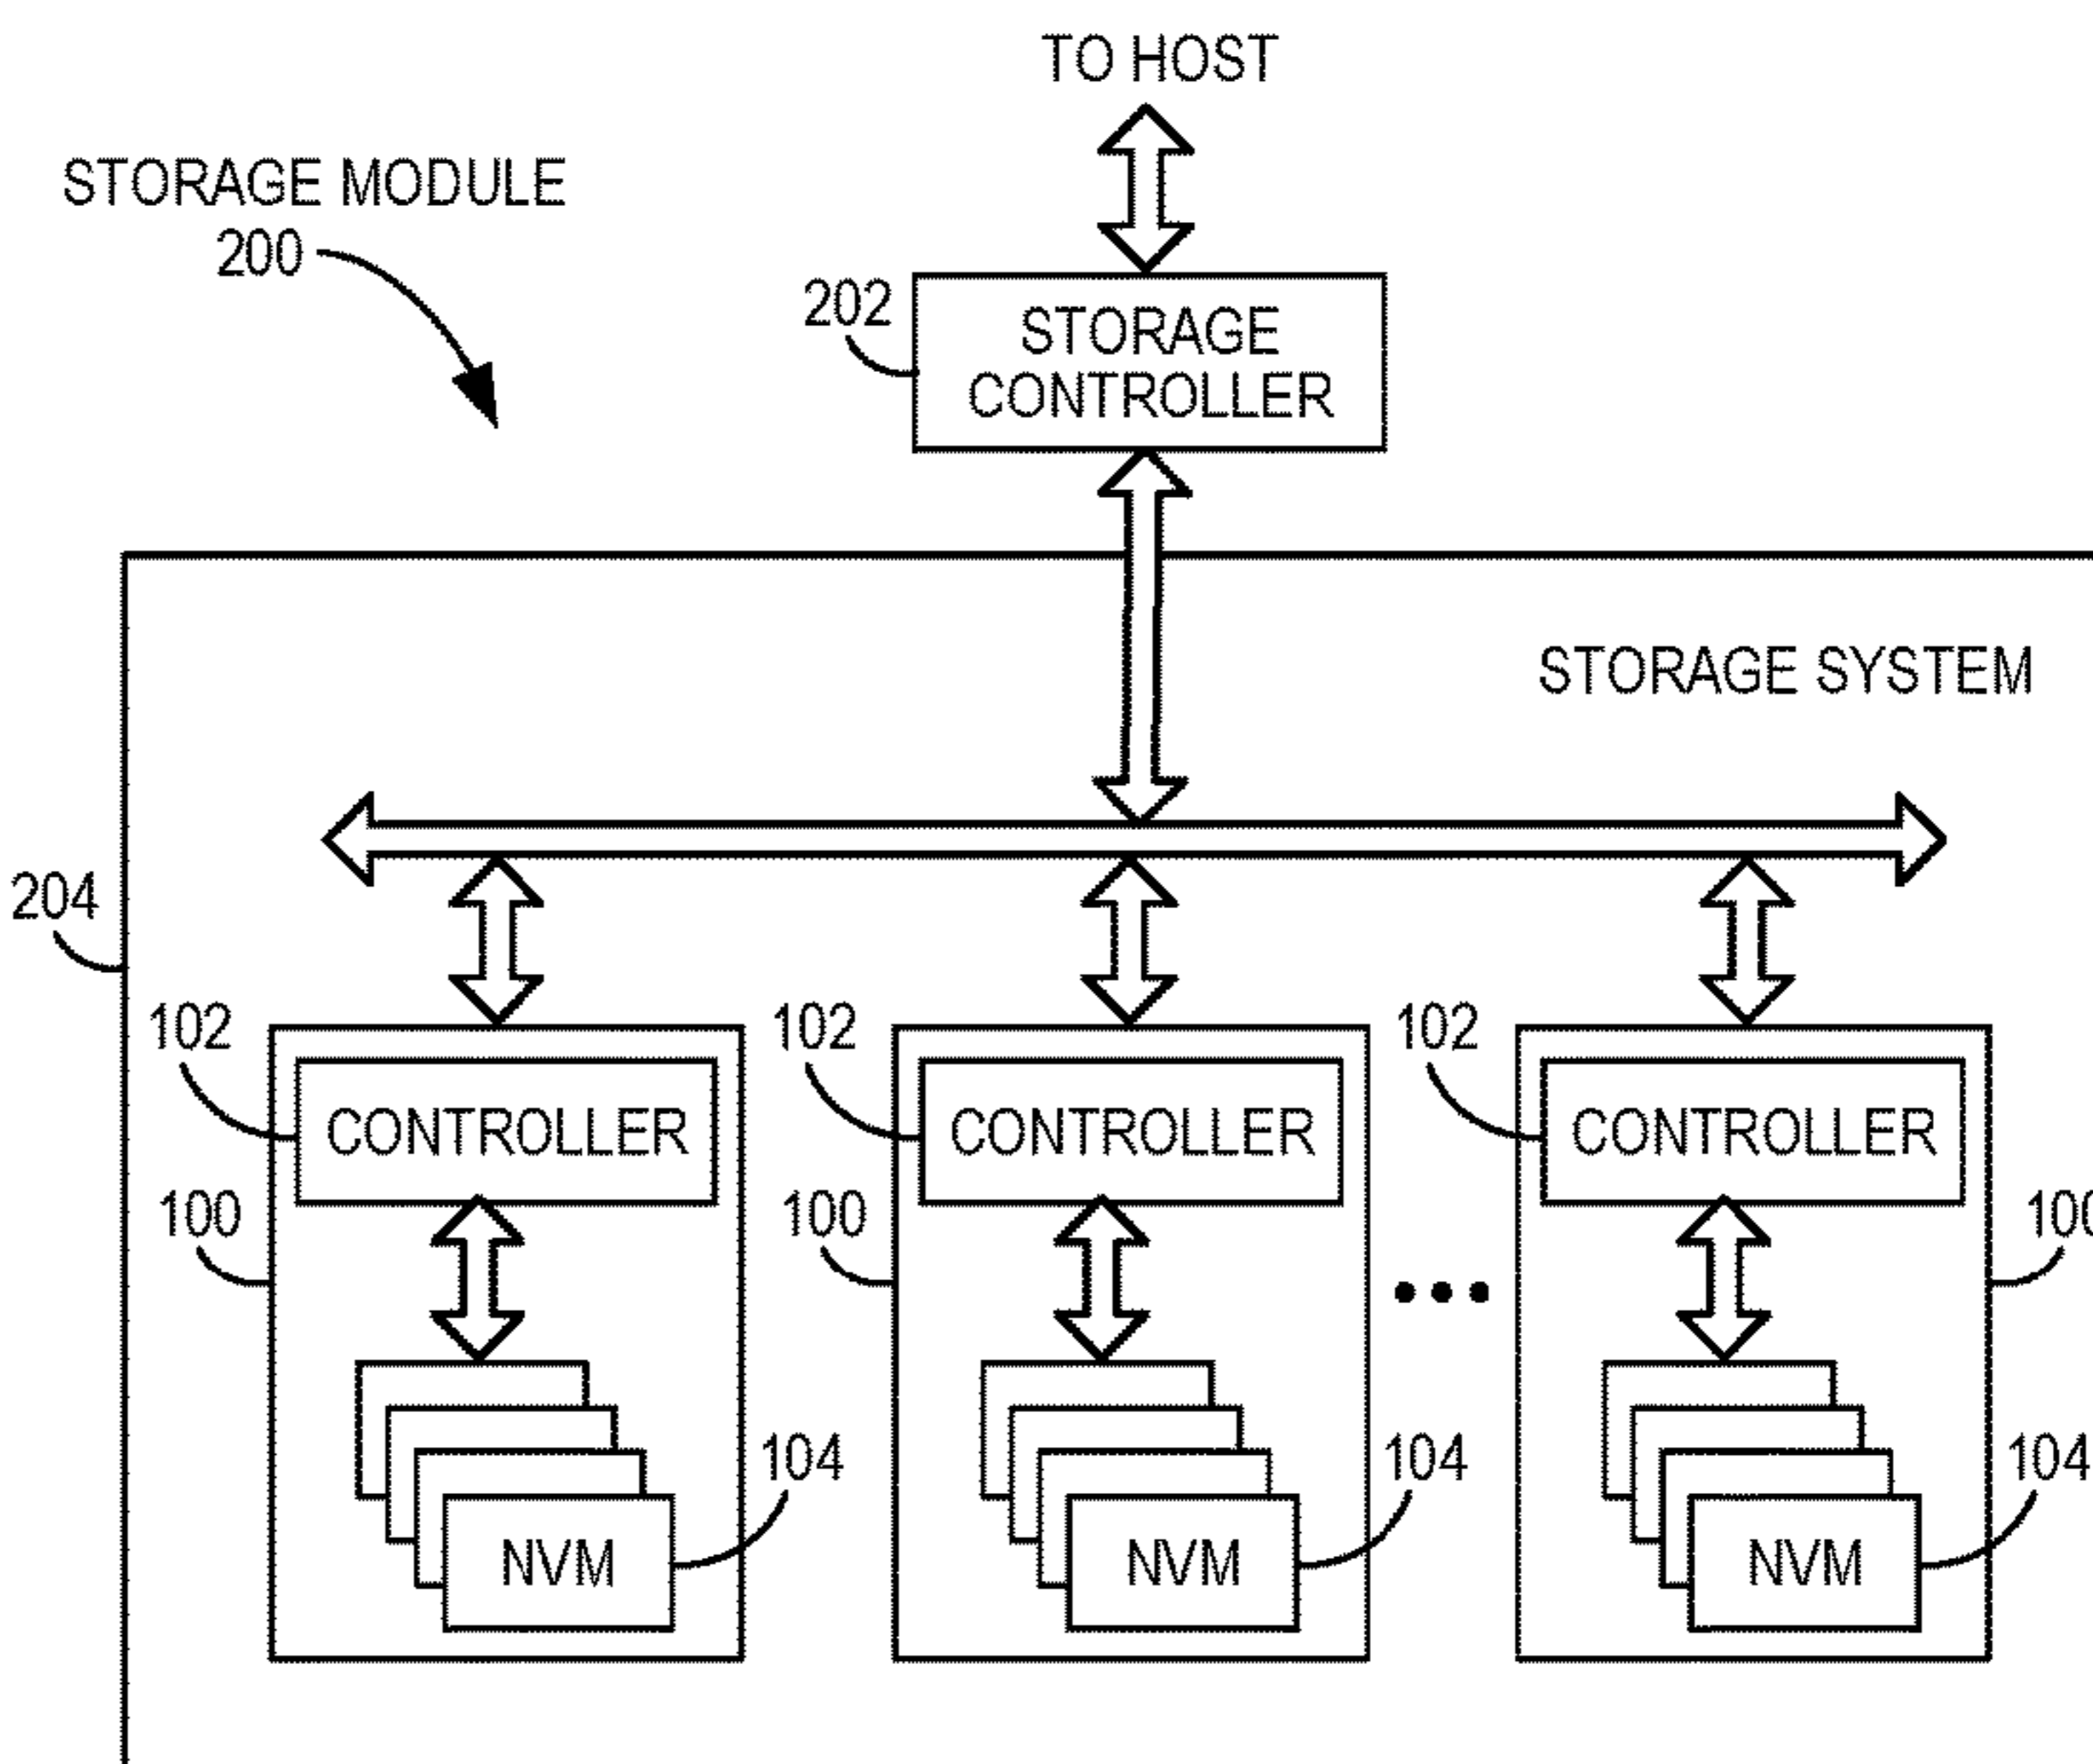 TO HOST
STORAGE MODULE
200
202
STORAGE
CONTROLLER
STORAGE SYSTEM
204
102
102
102
CONTROLLER
CONTROLLER
CONTROLLER
100
100
100
104
104
104
NVM
NVM
NVM